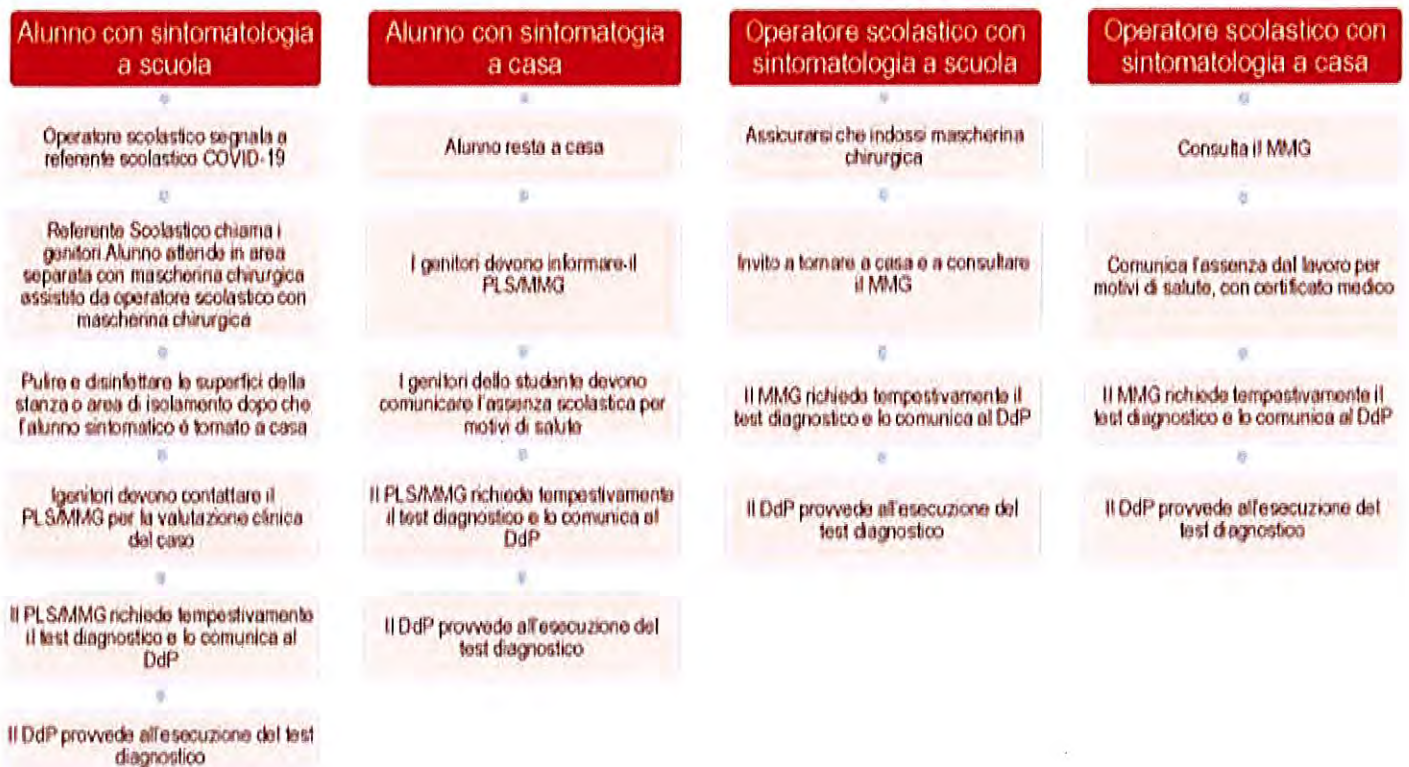 Alunno con sintomatologia
a scuola
Operatore scolastico segnala a
referente scolastico COVID-19
Referente Scolastico chiama i
genitori Alunno attende in area
separata con mascherina chirurgica
assistito da operatore scolastico con
mascherina chirurgica
Pulire e disinfettare le superfici della
stanza o area di isolamento dopo che
l'alunno sintomatico è tornato a casa
Igenitori devono contattare il
PLS/MMG per la valutazione clinica
del caso
Il PLS/MMG richiede tempestivamente
il test diagnostico e lo comunica al
DdP
Il DdP provvede all'esecuzione del test
diagnostico
Alunno con sintomatogia
a casa
Alunno resta a casa
I genitori devono informare il
PLS/MMG
I genitori dello studente devono
comunicare l'assenza scolastica per
motivi di salute
Il PLS/MMG richiede tempestivamente
il test diagnostico e lo comunica al
DdP
Il DdP provvede all'esecuzione del
test diagnostico
Operatore scolastico con
sintomatologia a scuola
Assicurarsi che indossi mascherina
chirurgica
Invito a tornare a casa e a consultare
il MMG
Il MMG richiede tempestivamente il
test diagnostico e lo comunica al DdP
Il DdP provvede all'esecuzione del
test diagnostico
Operatore scolastico con
sintomatologia a casa
Consulta il MMG
Comunica l'assenza dal lavoro per
motivi di salute, con certificato medico
Il MMG richiede tempestivamente il
test diagnostico e lo comunica al DdP
Il DdP provvede all'esecuzione del
test diagnostico